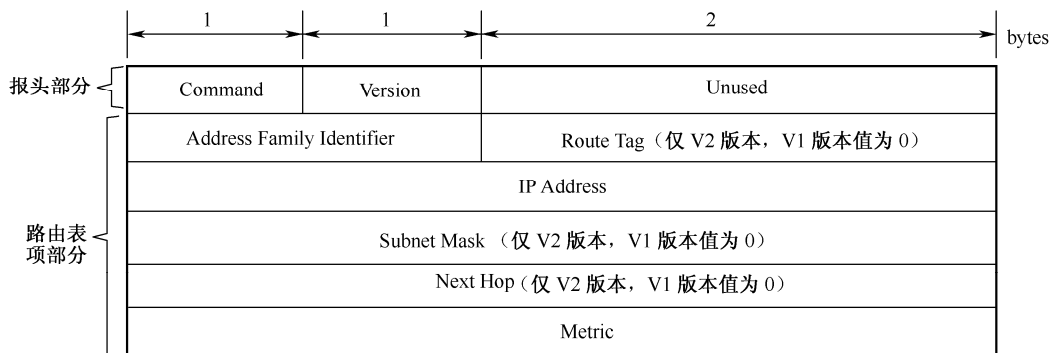 1 1 2 bytes
报头部分 Command Version Unused
Address Family Identifier Route Tag（仅 V2 版本，V1 版本值为 0）
IP Address
路由表
项部分
Subnet Mask（仅 V2 版本，V1 版本值为 0）
Next Hop（仅 V2 版本，V1 版本值为 0）
Metric